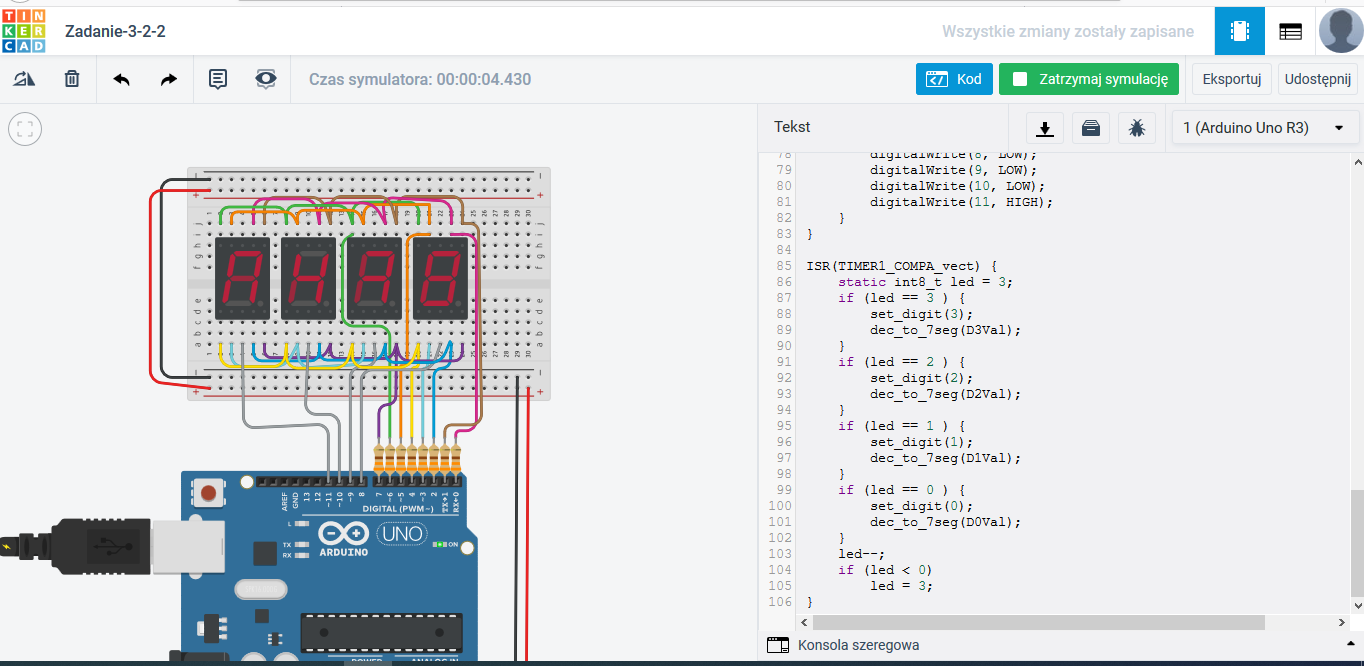 TIN
KER
CAD
Zadanie-3-2-2
Wszystkie zmiany zostały zapisane
Czas symulatora: 00:00:04.430
Kod
Zatrzymaj symulację
Eksportuj
Udostępnij
Tekst
1 (Arduino Uno R3)
78 digitalWrite(8, LOW);
79 digitalWrite(9, LOW);
80 digitalWrite(10, LOW);
81 digitalWrite(11, HIGH);
82 }
83 }
84
85 ISR(TIMER1_COMPA_vect) {
86 static int8_t led = 3;
87 if (led == 3 ) {
88 set_digit(3);
89 dec_to_7seg(D3Val);
90 }
91 if (led == 2 ) {
92 set_digit(2);
93 dec_to_7seg(D2Val);
94 }
95 if (led == 1 ) {
96 set_digit(1);
97 dec_to_7seg(D1Val);
98 }
99 if (led == 0 ) {
100 set_digit(0);
101 dec_to_7seg(D0Val);
102 }
103 led--;
104 if (led < 0)
105 led = 3;
106 }
Konsola szeregowa
AREF
GND
13
12
~11
~10
~9
8
7
~6
~5
4
~3
2
TX→1
RX←0
DIGITAL (PWM~)
L
TX
RX
UNO
ARDUINO
ON
POWER
ANALOG IN